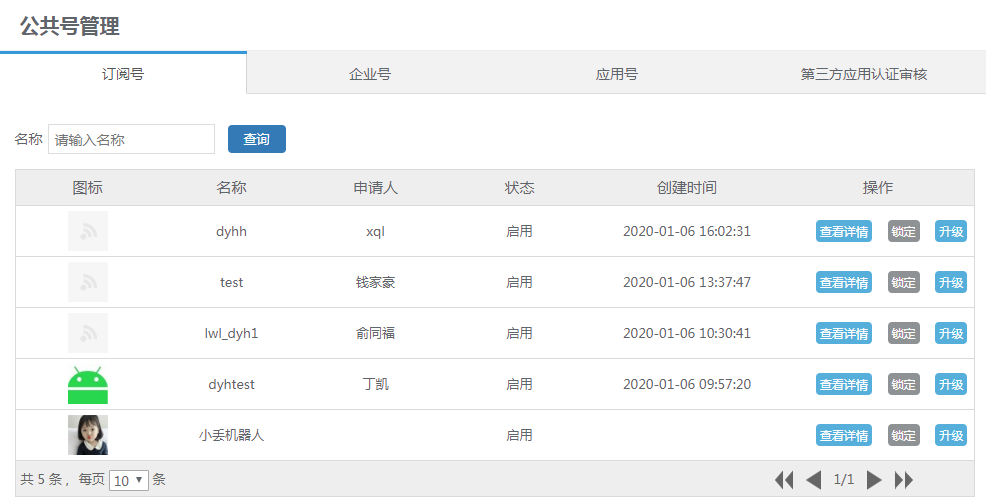 公共号管理
订阅号 企业号 应用号 第三方应用认证审核
名称 请输入名称 查询
图标 名称 申请人 状态 创建时间 操作
dyhh xql 启用 2020-01-06 16:02:31 查看详情 锁定 升级
test 钱家豪 启用 2020-01-06 13:37:47 查看详情 锁定 升级
lwl_dyh1 俞同福 启用 2020-01-06 10:30:41 查看详情 锁定 升级
dyhtest 丁凯 启用 2020-01-06 09:57:20 查看详情 锁定 升级
小丢机器人 启用 查看详情 锁定 升级
共 5 条， 每页 10 条 1/1